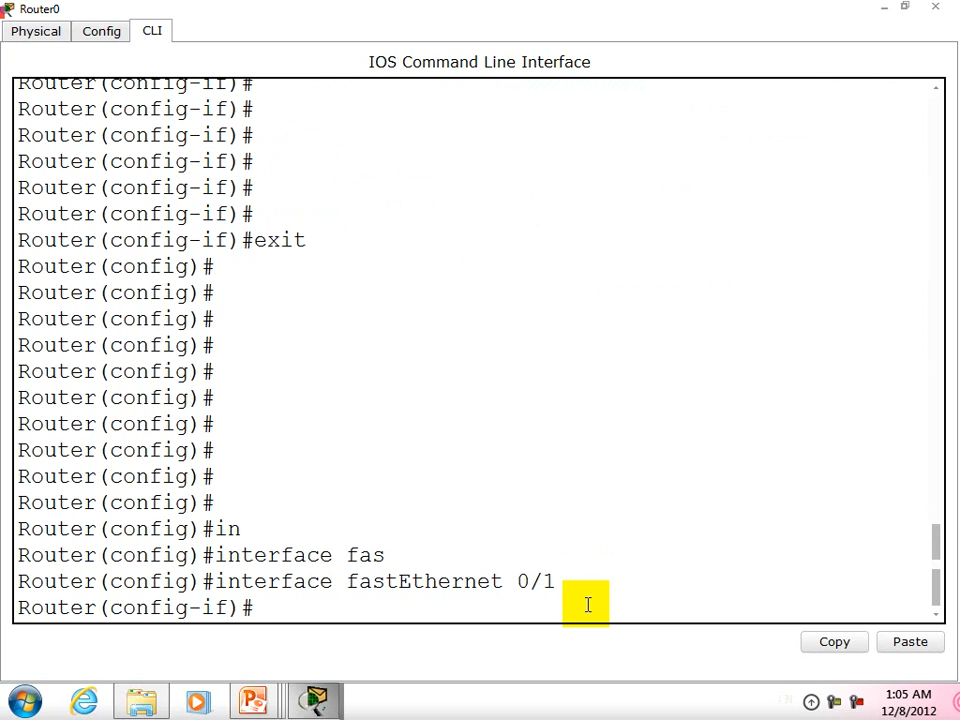 Router0
Physical Config CLI
IOS Command Line Interface
Router(config-if)#
Router(config-if)#
Router(config-if)#
Router(config-if)#
Router(config-if)#
Router(config-if)#
Router(config-if)#exit
Router(config)#
Router(config)#
Router(config)#
Router(config)#
Router(config)#
Router(config)#
Router(config)#
Router(config)#
Router(config)#
Router(config)#
Router(config)#in
Router(config)#interface fas
Router(config)#interface fastEthernet 0/1
Router(config-if)#
Copy Paste
1:05 AM
12/8/2012